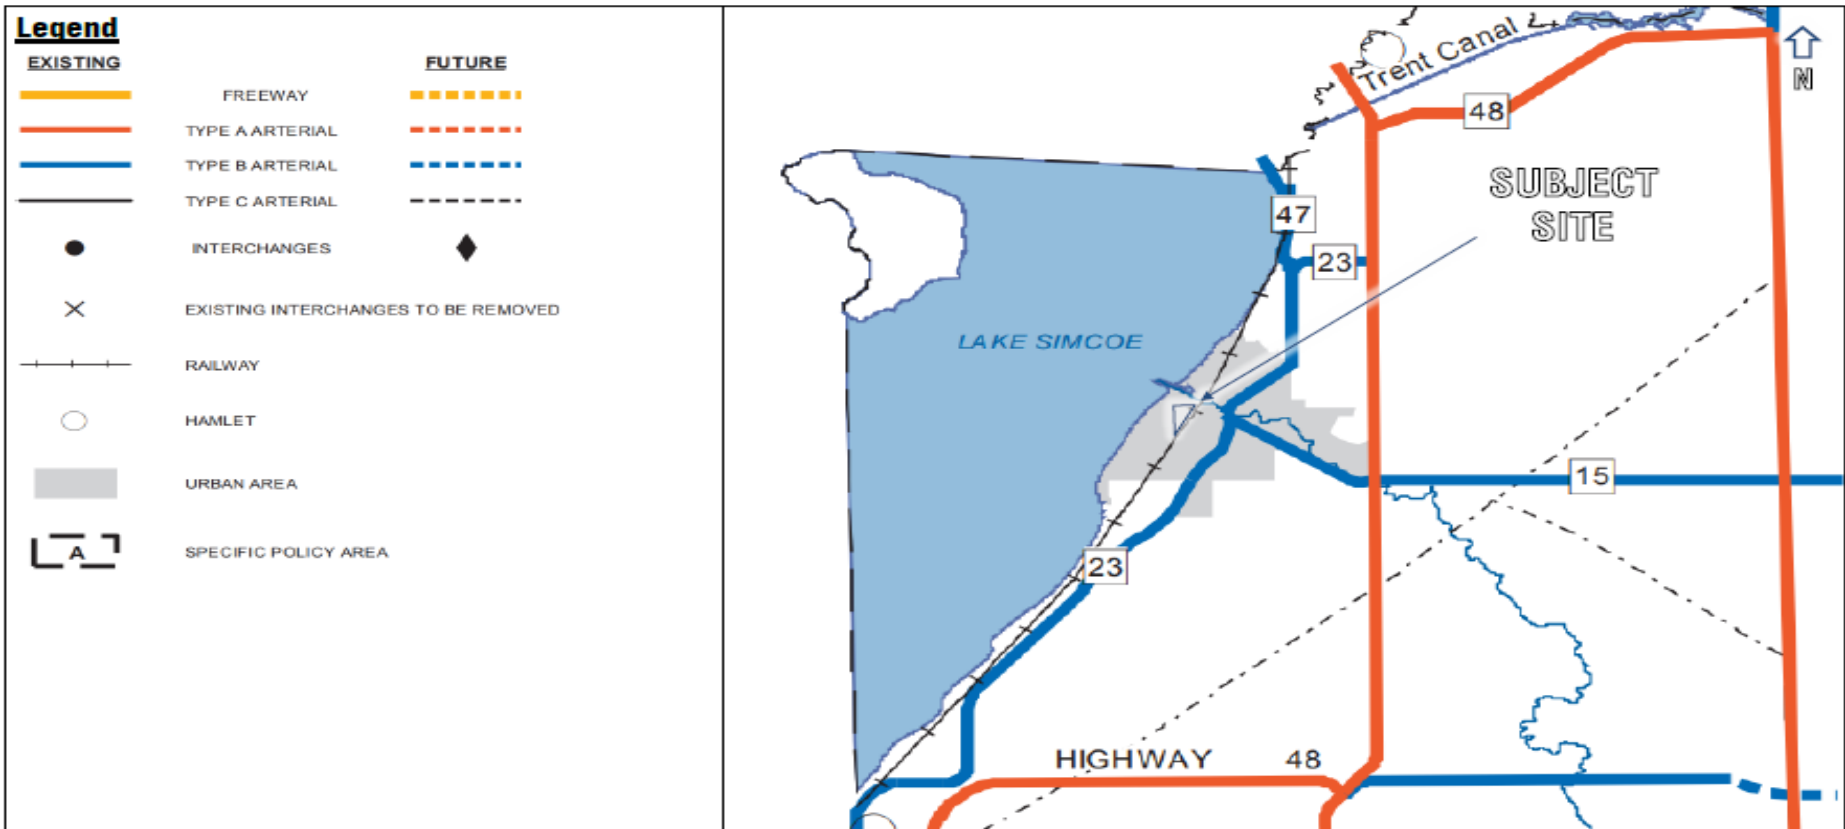 Legend
EXISTING FUTURE
FREEWAY
TYPE A ARTERIAL
TYPE B ARTERIAL
TYPE C ARTERIAL
INTERCHANGES
EXISTING INTERCHANGES TO BE REMOVED
RAILWAY
HAMLET
URBAN AREA
A SPECIFIC POLICY AREA
Trent Canal
N
48
SUBJECT
SITE
47
23
LAKE SIMCOE
15
23
HIGHWAY 48